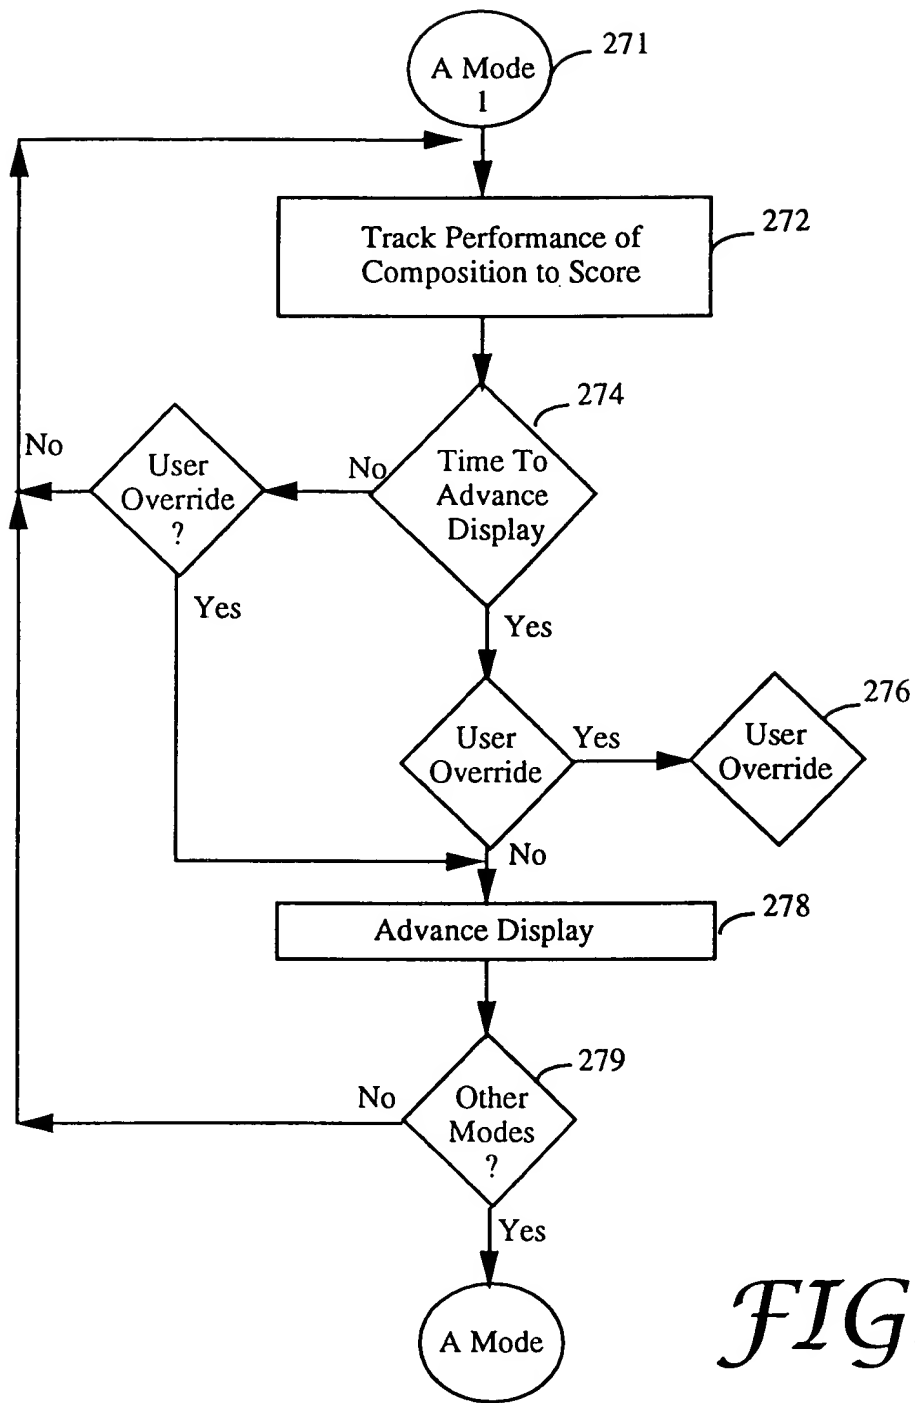 A Mode
1
271
Track Performance of
Composition to Score
272
274
Time To
Advance
Display
No
User
Override
?
No
Yes
Yes
User
Override
Yes
276
User
Override
No
Advance Display
278
279
Other
Modes
?
No
Yes
A Mode
FIG